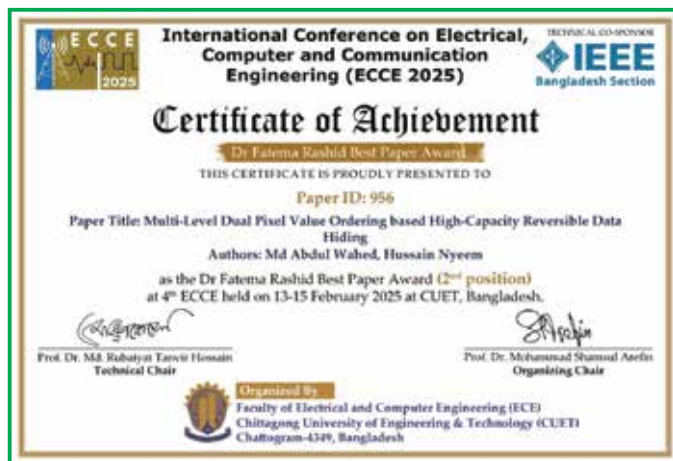 ECCE
2025
International Conference on Electrical,
Computer and Communication
Engineering (ECCE 2025)
TECHNICAL CO-SPONSOR
IEEE
Bangladesh Section
Certificate of Achievement
Dr Fatema Rashid Best Paper Award
THIS CERTIFICATE IS PROUDLY PRESENTED TO
Paper ID: 956
Paper Title: Multi-Level Dual Pixel Value Ordering based High-Capacity Reversible Data
Hiding
Authors: Md Abdul Wahed, Hussain Nyeem
as the Dr Fatema Rashid Best Paper Award (2nd position)
at 4th ECCE held on 13-15 February 2025 at CUET, Bangladesh.
Prof. Dr. Md. Rubaiyat Tanvir Hossain
Technical Chair
Prof. Dr. Mohammad Shamsul Arefin
Organizing Chair
Organized By
Faculty of Electrical and Computer Engineering (ECE)
Chittagong University of Engineering & Technology (CUET)
Chattogram-4349, Bangladesh